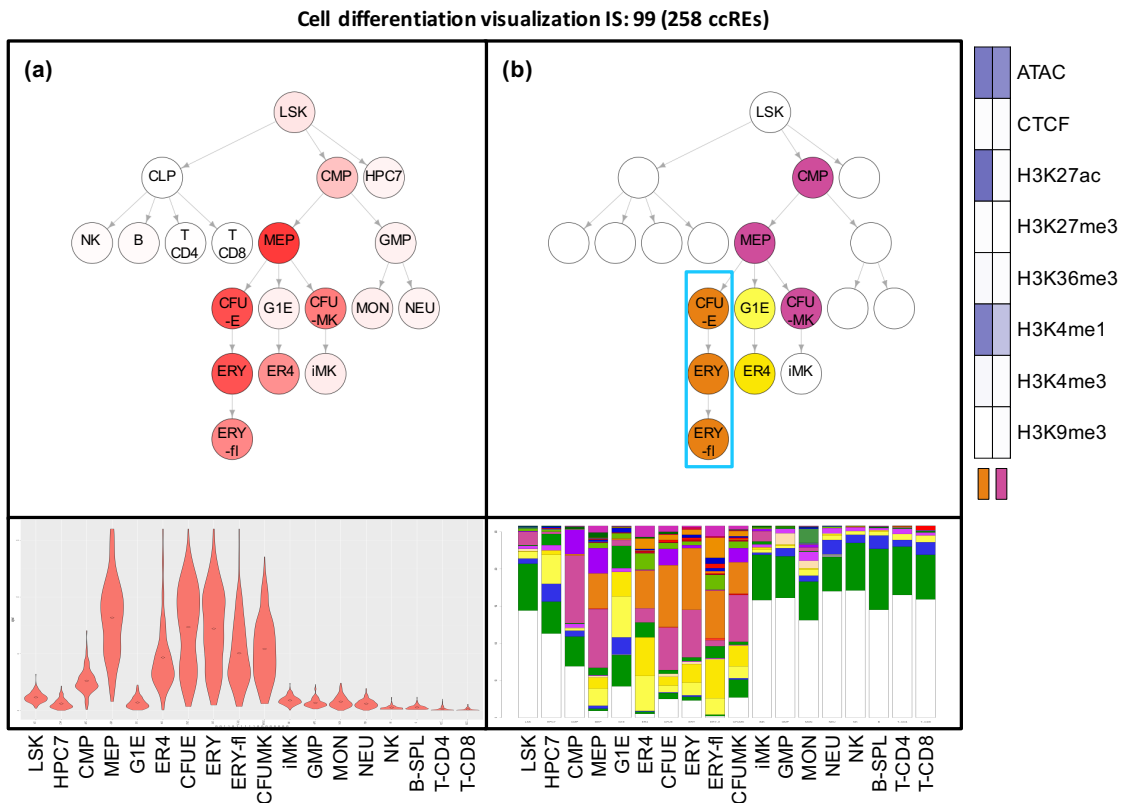 Cell differentiation visualization IS: 99 (258 ccREs)
(a)
LSK
CLP
CMP
HPC7
NK
B
T
CD4
T
CD8
MEP
GMP
CFU
-E
G1E
CFU
-MK
MON
NEU
ERY
ER4
iMK
ERY
-fl
(b)
LSK
CMP
MEP
CFU
-E
G1E
CFU
-MK
ERY
ER4
iMK
ERY
-fl
ATAC
CTCF
H3K27ac
H3K27me3
H3K36me3
H3K4me1
H3K4me3
H3K9me3
LSK
HPC7
CMP
MEP
G1E
ER4
CFUE
ERY
ERY-fl
CFUMK
iMK
GMP
MON
NEU
NK
B-SPL
T-CD4
T-CD8
LSK
HPC7
CMP
MEP
G1E
ER4
CFUE
ERY
ERY-fl
CFUMK
iMK
GMP
MON
NEU
NK
B-SPL
T-CD4
T-CD8